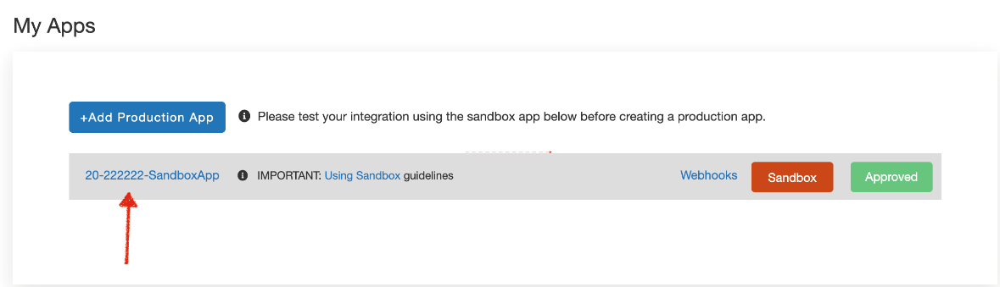 My Apps
+Add Production App Please test your integration using the sandbox app below before creating a production app.
20-222222-SandboxApp IMPORTANT: Using Sandbox guidelines Webhooks Sandbox Approved